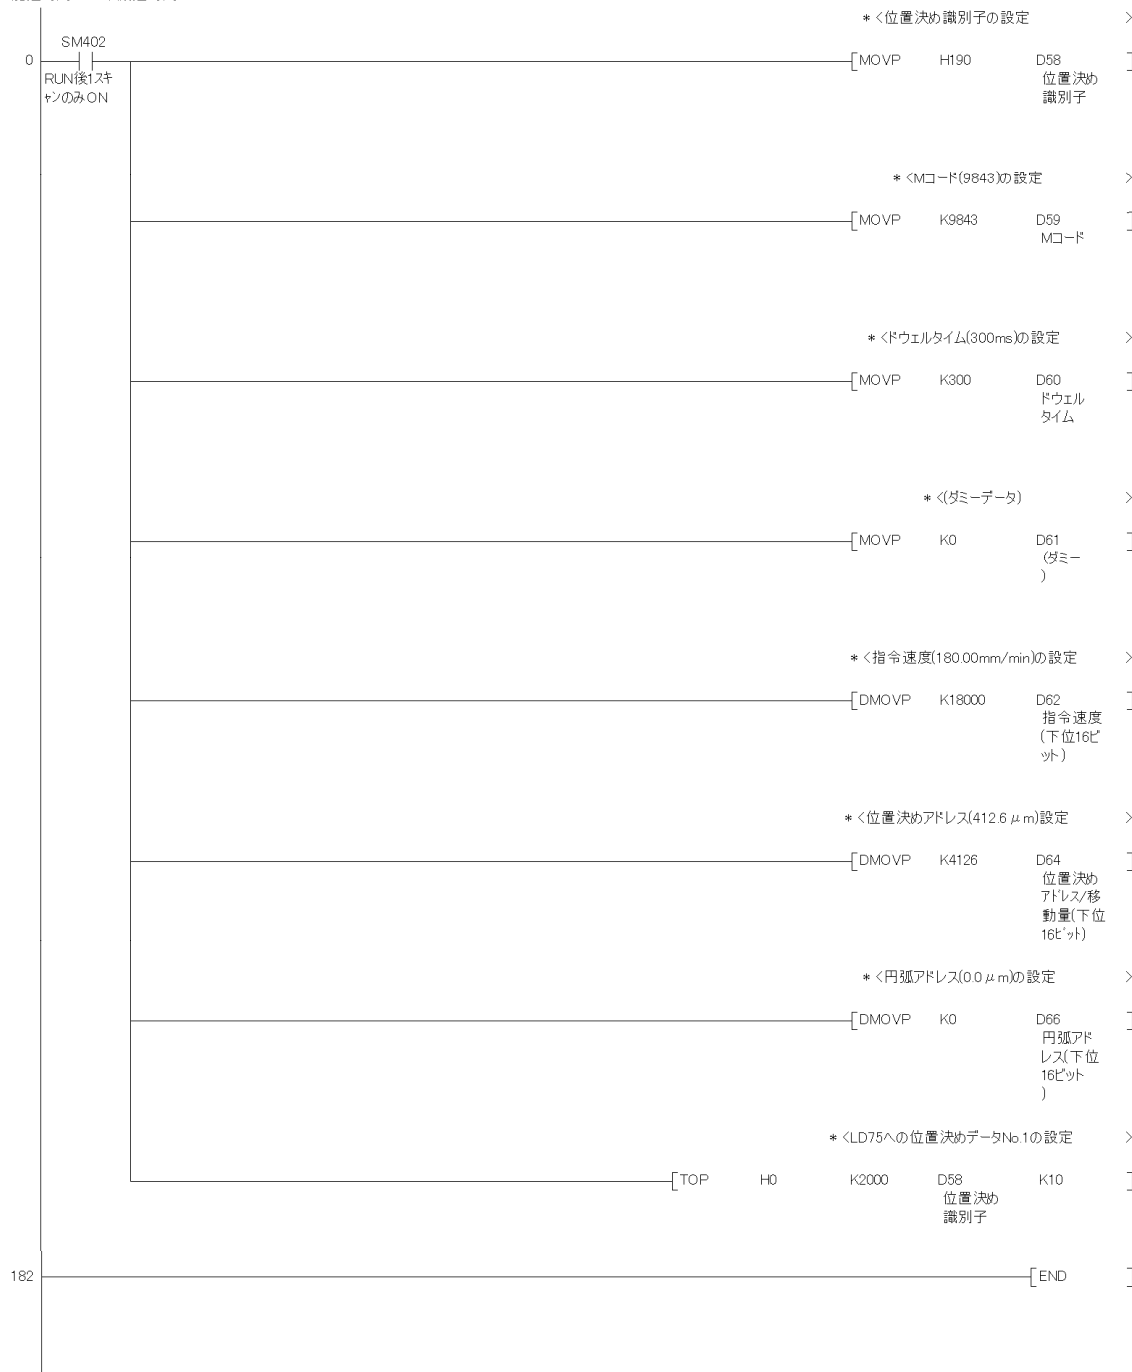 * <位置決め識別子の設定 >
SM402
0
[MOVP H190 D58 ]
RUN後1スキャンのみON
位置決め
識別子
* <Mコード(9843)の設定 >
[MOVP K9843 D59 ]
Mコード
* <ドウェルタイム(300ms)の設定 >
[MOVP K300 D60 ]
ドウェル
タイム
* <(ダミーデータ) >
[MOVP K0 D61 ]
(ダミー
)
* <指令速度(180.00mm/min)の設定 >
[DMOVP K18000 D62 ]
指令速度
(下位16ビ
ット)
* <位置決めアドレス(412.6μm)設定 >
[DMOVP K4126 D64 ]
位置決め
アドレス/移
動量(下位
16ビット)
* <円弧アドレス(0.0μm)の設定 >
[DMOVP K0 D66 ]
円弧アド
レス(下位
16ビット
)
* <LD75への位置決めデータNo.1の設定 >
[TOP H0 K2000 D58 K10 ]
位置決め
識別子
182
[END ]